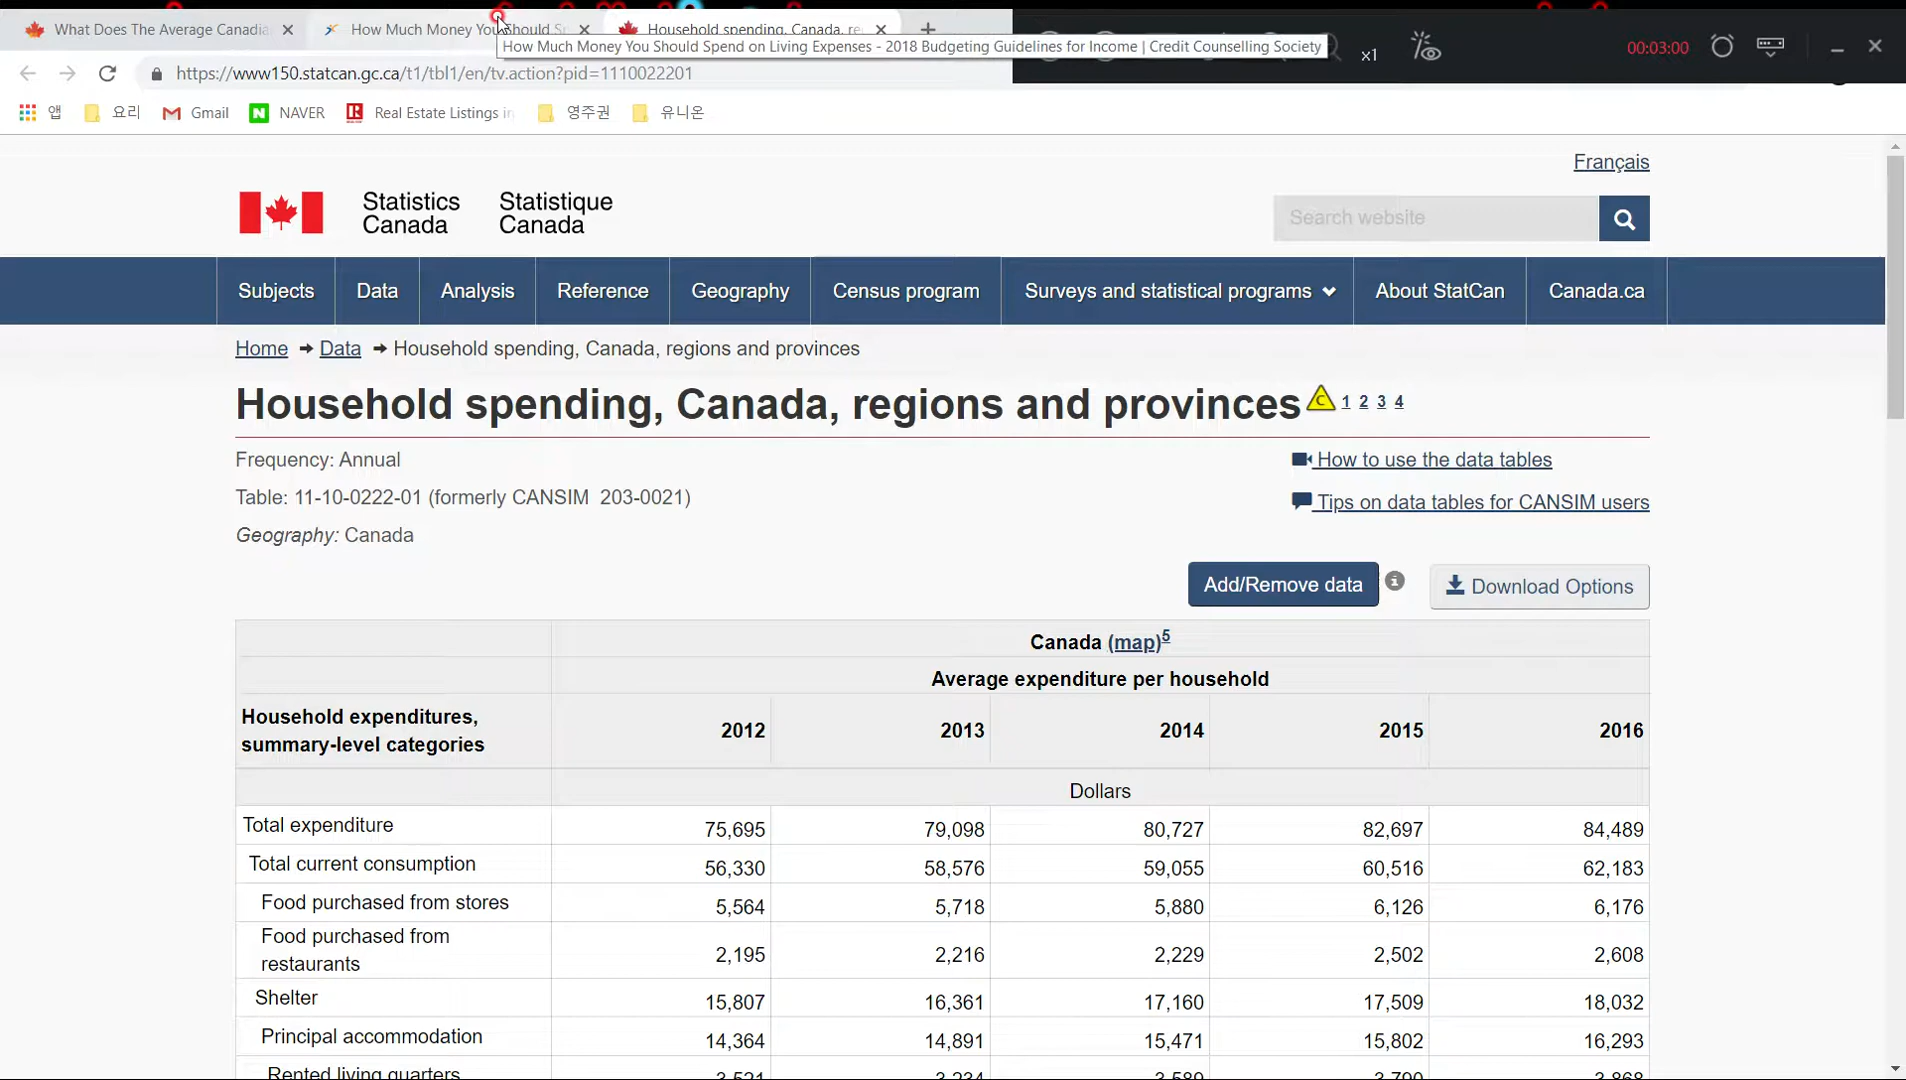 What Does The Average Canadia
How Much Money You Should S
Household spending, Canada, re
How Much Money You Should Spend on Living Expenses - 2018 Budgeting Guidelines for Income | Credit Counselling Society
x1
00:03:00
https://www150.statcan.gc.ca/t1/tbl1/en/tv.action?pid=1110022201
앱
요리
Gmail
NAVER
Real Estate Listings in
영주권
유니온
Français
Statistics Canada
Statistique Canada
Search website
Subjects
Data
Analysis
Reference
Geography
Census program
Surveys and statistical programs
About StatCan
Canada.ca
Home → Data → Household spending, Canada, regions and provinces
Household spending, Canada, regions and provinces C 1 2 3 4
Frequency: Annual
How to use the data tables
Table: 11-10-0222-01 (formerly CANSIM 203-0021)
Tips on data tables for CANSIM users
Geography: Canada
Add/Remove data
Download Options
Canada (map)5
Average expenditure per household
Household expenditures, summary-level categories
2012 2013 2014 2015 2016
Dollars
Total expenditure 75,695 79,098 80,727 82,697 84,489
Total current consumption 56,330 58,576 59,055 60,516 62,183
Food purchased from stores 5,564 5,718 5,880 6,126 6,176
Food purchased from restaurants 2,195 2,216 2,229 2,502 2,608
Shelter 15,807 16,361 17,160 17,509 18,032
Principal accommodation 14,364 14,891 15,471 15,802 16,293
Rented living quarters 3,521 3,234 3,589 3,790 3,868